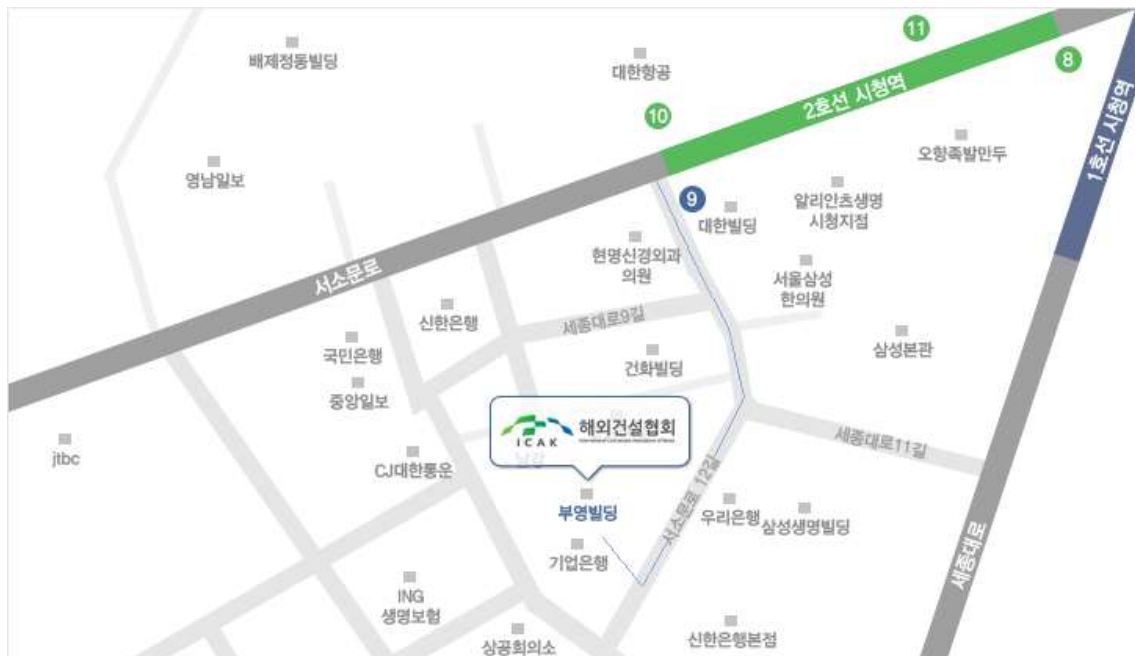 11
8
배제정동빌딩
대한항공
2호선 시청역
1호선 시청역
10
오향족발만두
영남일보
9
알리안츠생명
시청지점
대한빌딩
현명신경외과
의원
서울삼성
한의원
서소문로
신한은행
세종대로9길
국민은행
건화빌딩
삼성본관
중앙일보
ICAK
해외건설협회
jtbc
세종대로11길
CJ대한통운
남강
서소문로 12길
부영빌딩
우리은행
삼성생명빌딩
기업은행
세종대로
ING
생명보험
상공회의소
신한은행본점